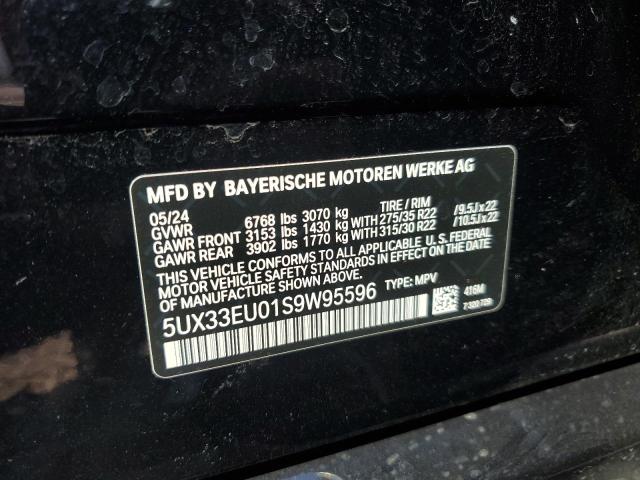 MFD BY BAYERISCHE MOTOREN WERKE AG
05/24 TIRE / RIM
GVWR 6768 lbs 3070 kg
GAWR FRONT 3153 lbs 1430 kg WITH 275/35 R22 /9.5Jx22
GAWR REAR 3902 lbs 1770 kg WITH 315/30 R22 /10.5Jx22
THIS VEHICLE CONFORMS TO ALL APPLICABLE U.S. FEDERAL
MOTOR VEHICLE SAFETY STANDARDS IN EFFECT ON THE DATE
OF MANUFACTURE SHOWN ABOVE.
5UX33EU01S9W95596 TYPE: MPV
416M
7 320 729